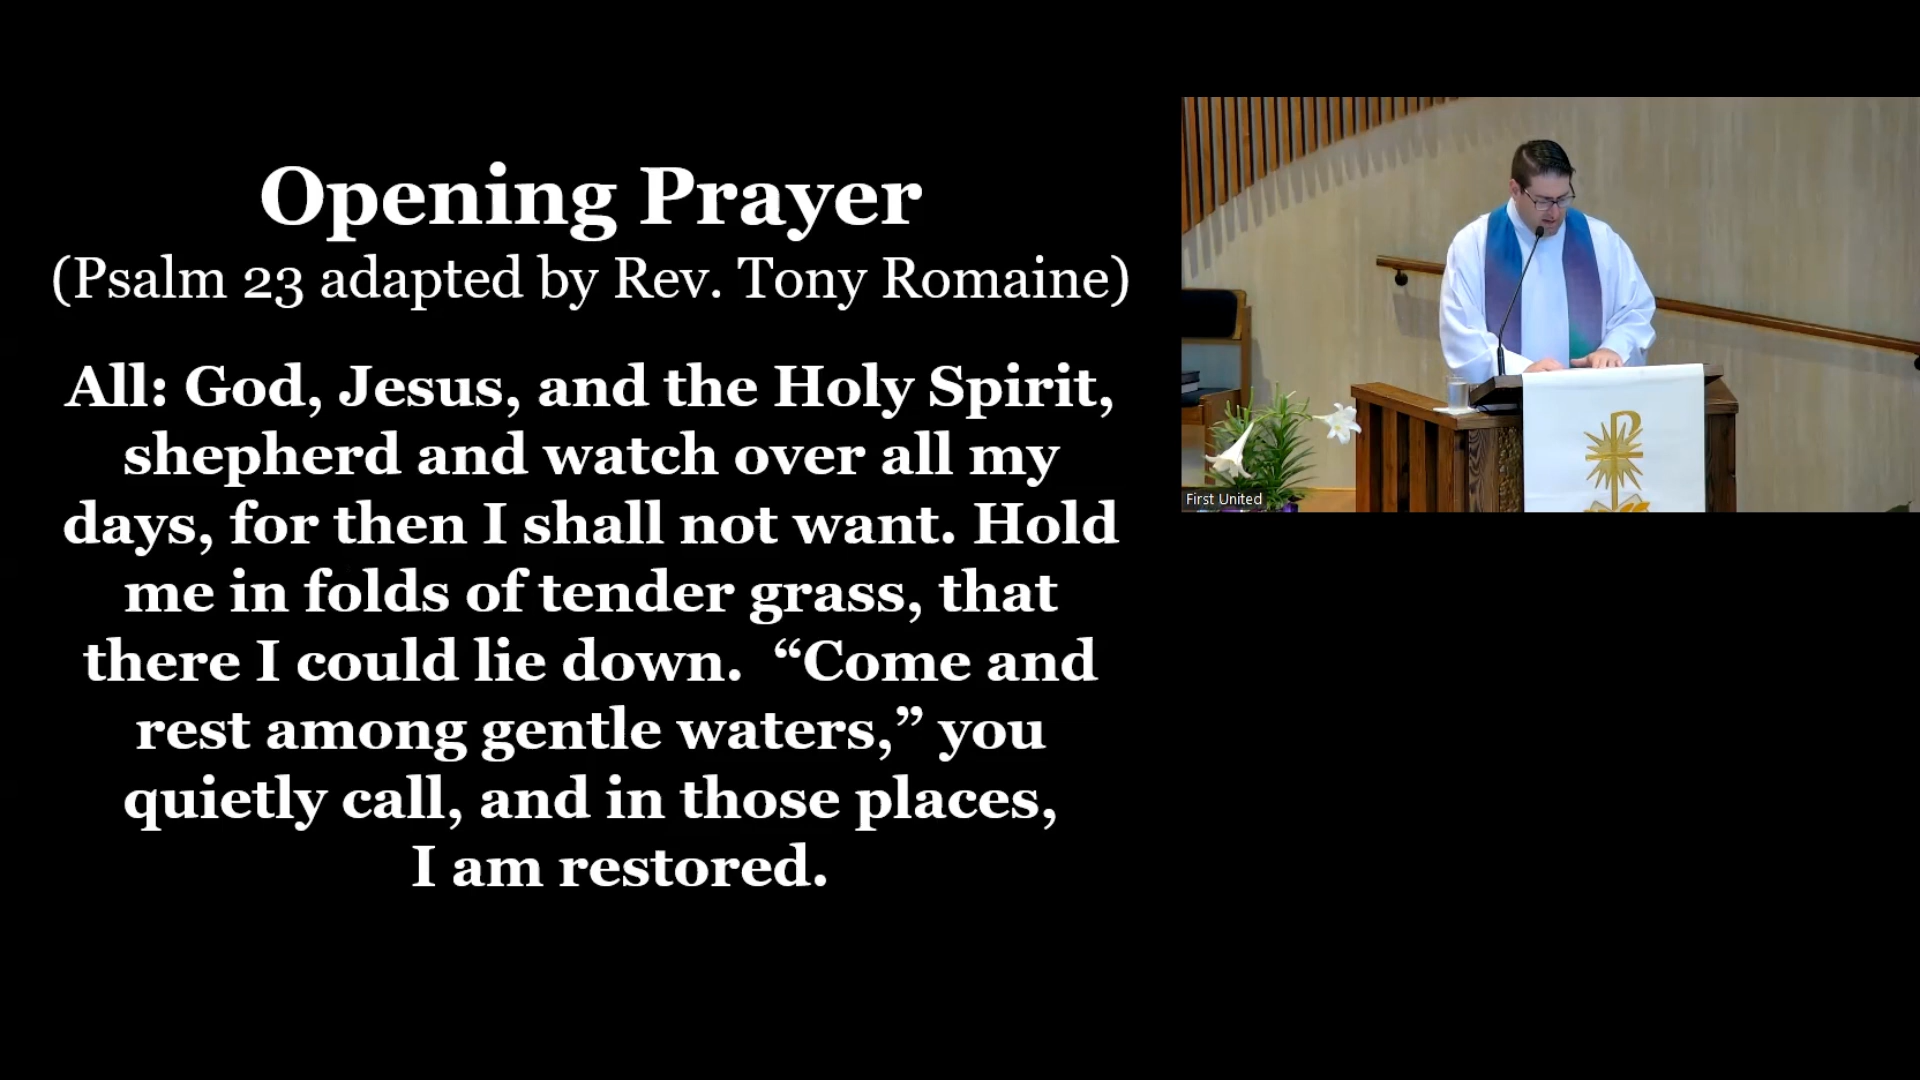 Opening Prayer
(Psalm 23 adapted by Rev. Tony Romaine)
All: God, Jesus, and the Holy Spirit,
shepherd and watch over all my
days, for then I shall not want. Hold
me in folds of tender grass, that
there I could lie down.  “Come and
rest among gentle waters,” you
quietly call, and in those places,
I am restored.
First United